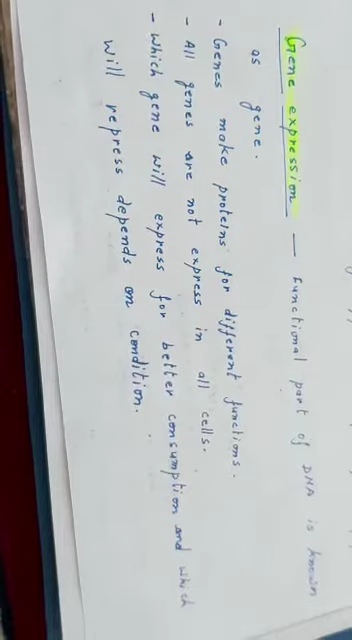 Gene expression — Functional part of DNA is known
as gene.
- Genes make proteins for different functions.
- All genes are not express in all cells.
- Which gene will express for better consumption and which
will repress depends on condition.